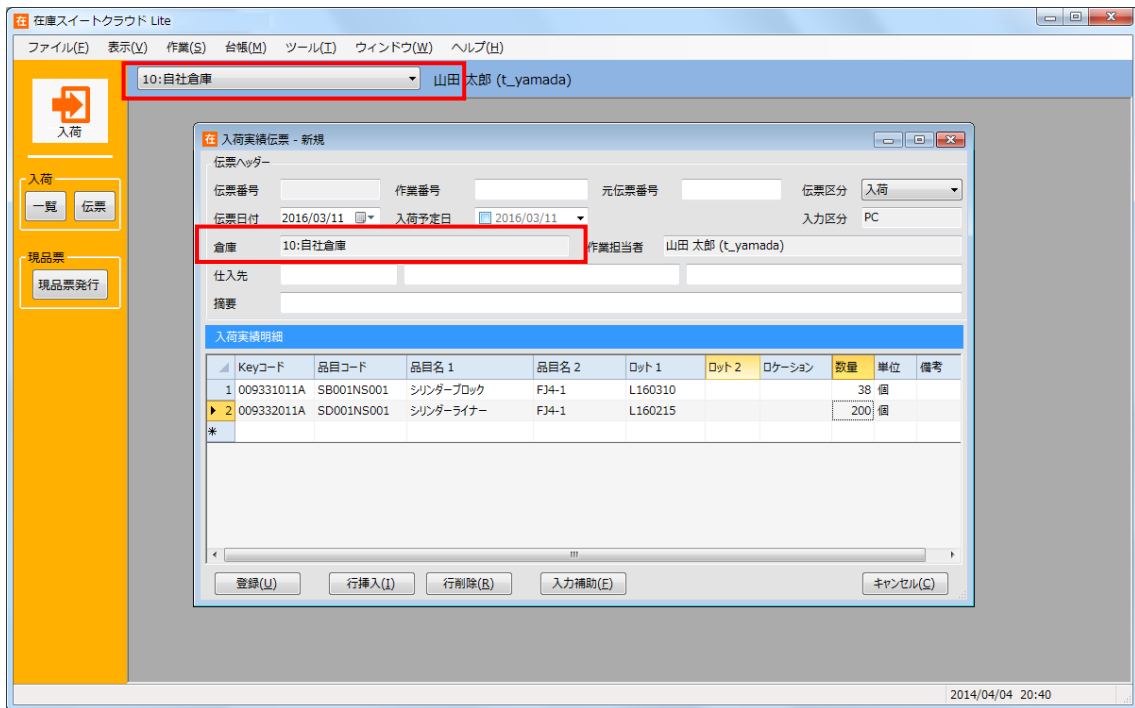 在 在庫スイートクラウド Lite
ファイル(F) 表示(V) 作業(S) 台帳(M) ツール(T) ウィンドウ(W) ヘルプ(H)
10:自社倉庫 山田 太郎 (t_yamada)
入荷
入荷
一覧 伝票
現品票
現品票発行
在 入荷実績伝票 - 新規
伝票ヘッダー
伝票番号 作業番号 元伝票番号 伝票区分 入荷
伝票日付 2016/03/11 入荷予定日 2016/03/11 入力区分 PC
倉庫 10:自社倉庫 作業担当者 山田 太郎 (t_yamada)
仕入先
摘要
入荷実績明細
Keyコード 品目コード 品目名 1 品目名 2 ロット 1 ロット 2 ロケーション 数量 単位 備考
1 009331011A SB001NS001 シリンダーブロック FJ4-1 L160310 38 個
2 009332011A SD001NS001 シリンダーライナー FJ4-1 L160215 200 個
登録(U) 行挿入(I) 行削除(R) 入力補助(F) キャンセル(C)
2014/04/04 20:40